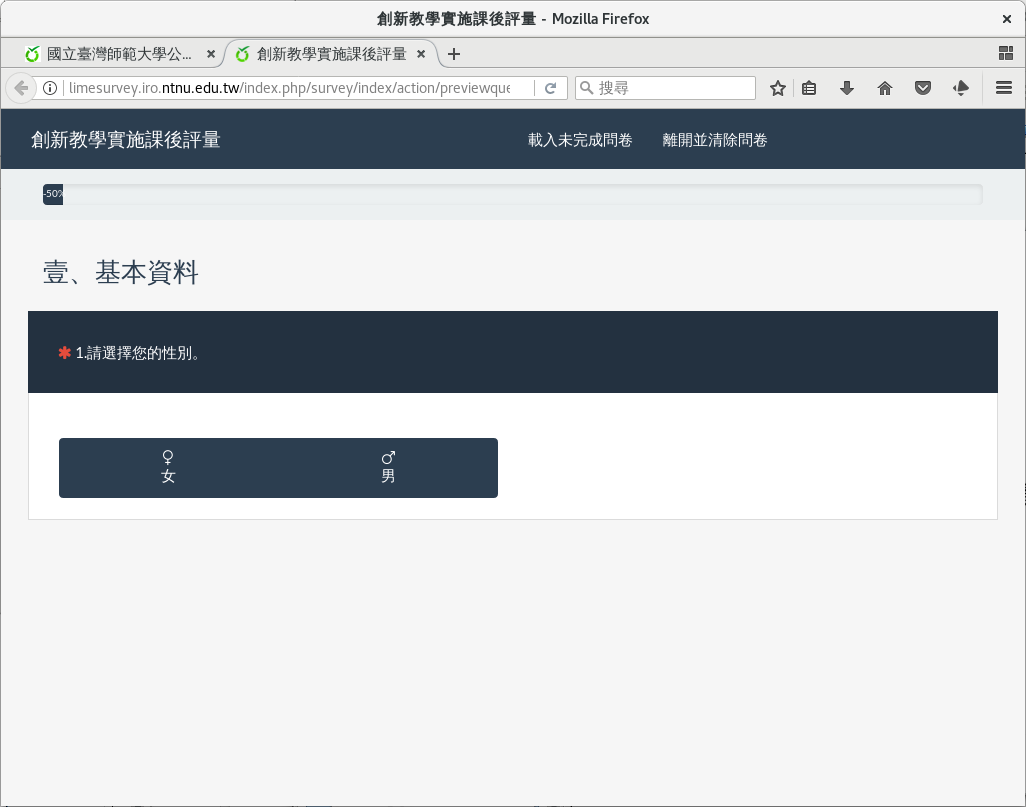 創新教學實施課後評量 - Mozilla Firefox
國立臺灣師範大學公... 創新教學實施課後評量
limesurvey.iro.ntnu.edu.tw/index.php/survey/index/action/previewque 搜尋
創新教學實施課後評量 載入未完成問卷 離開並清除問卷
-50%
壹、基本資料
* 1.請選擇您的性別。
♀ ♂
女 男